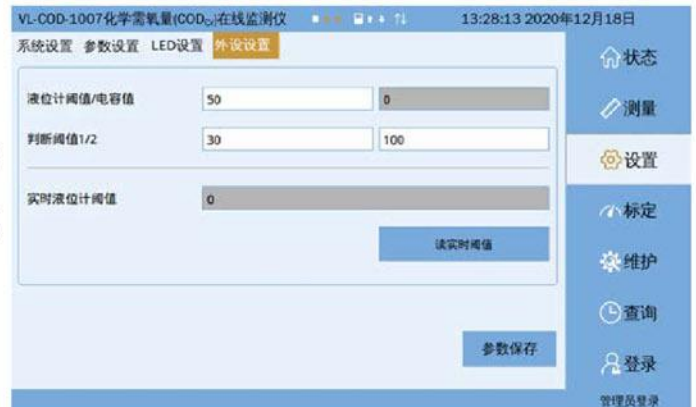 VL-COD-1007化学需氧量(CODcr)在线监测仪 13:28:13 2020年12月18日
系统设置 参数设置 LED设置 外设设置
液位计阈值/电容值 50 0
判断阈值1/2 30 100
实时液位计阈值 0
读实时阈值
参数保存
状态
测量
设置
标定
维护
查询
登录
管理员登录